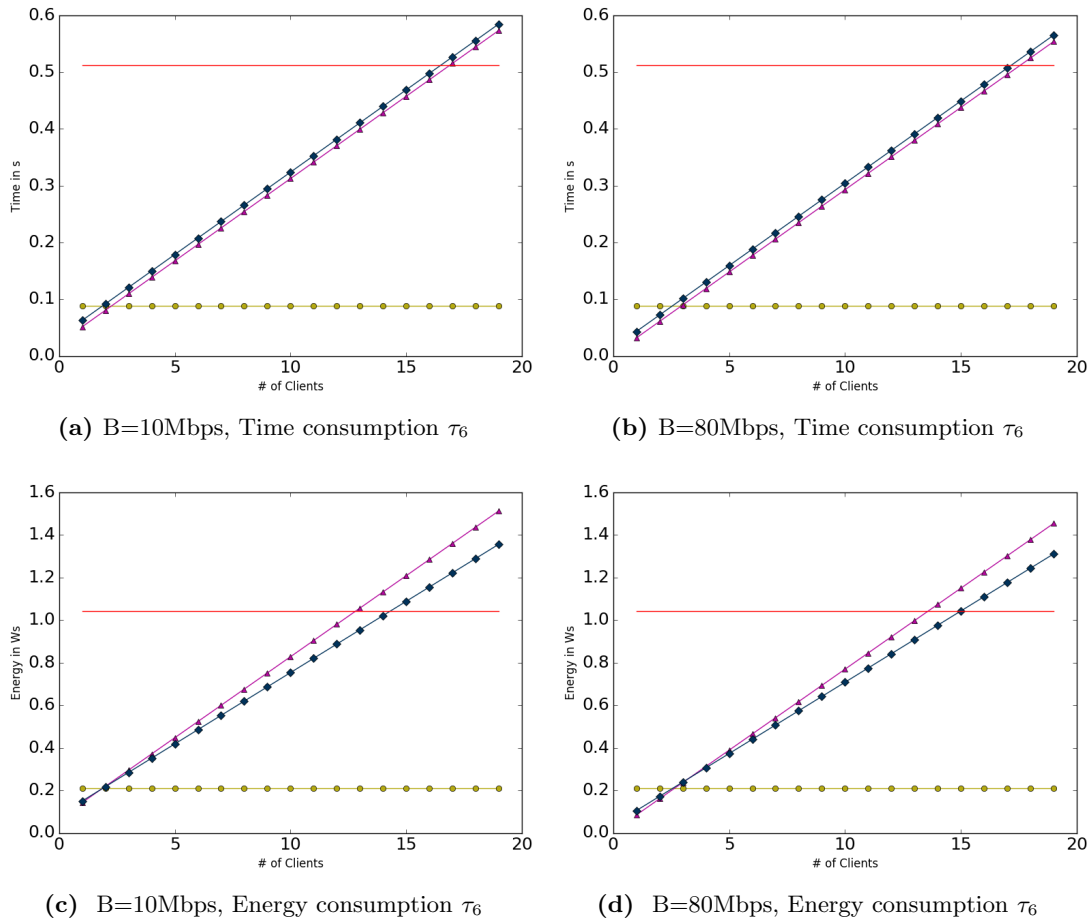 0.6
0.5
0.4
0.3
0.2
0.1
0.0
Time in s
0 5 10 15 20
# of Clients
(a) B=10Mbps, Time consumption τ6
0.6
0.5
0.4
0.3
0.2
0.1
0.0
Time in s
0 5 10 15 20
# of Clients
(b) B=80Mbps, Time consumption τ6
1.6
1.4
1.2
1.0
0.8
0.6
0.4
0.2
0.0
Energy in Ws
0 5 10 15 20
# of Clients
(c) B=10Mbps, Energy consumption τ6
1.6
1.4
1.2
1.0
0.8
0.6
0.4
0.2
0.0
Energy in Ws
0 5 10 15 20
# of Clients
(d) B=80Mbps, Energy consumption τ6